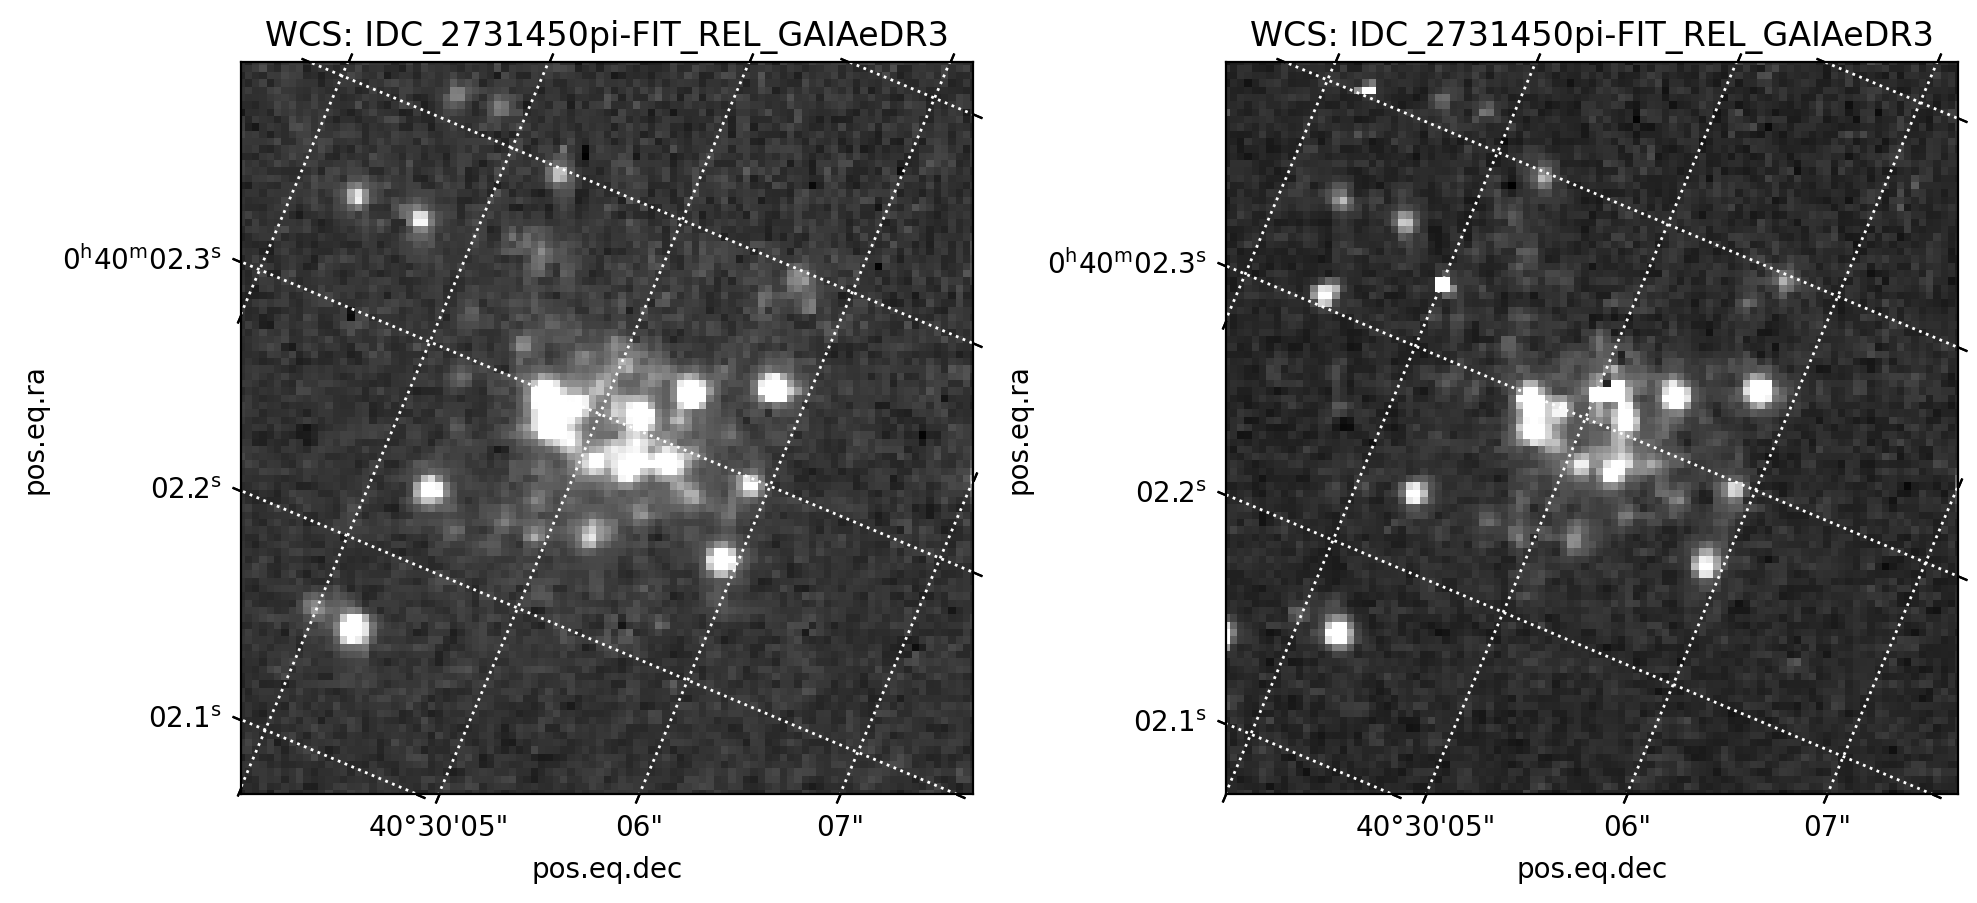 WCS: IDC_2731450pi-FIT_REL_GAIAeDR3
pos.eq.ra
0h40m02.3s
02.2s
02.1s
40°30'05" 06" 07"
pos.eq.dec
WCS: IDC_2731450pi-FIT_REL_GAIAeDR3
pos.eq.ra
0h40m02.3s
02.2s
02.1s
40°30'05" 06" 07"
pos.eq.dec